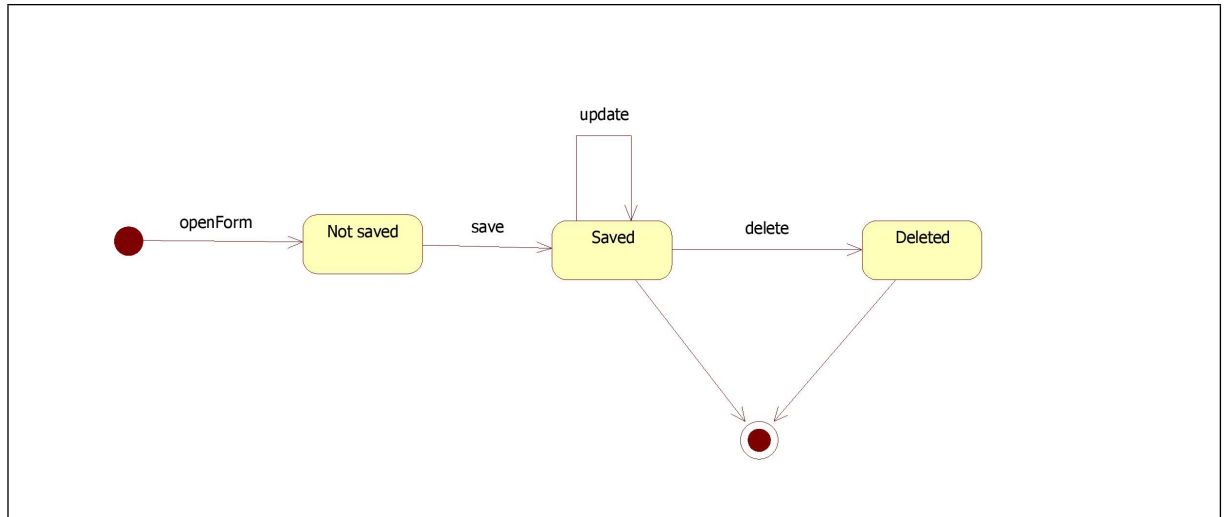 update
openForm
Not saved
save
Saved
delete
Deleted